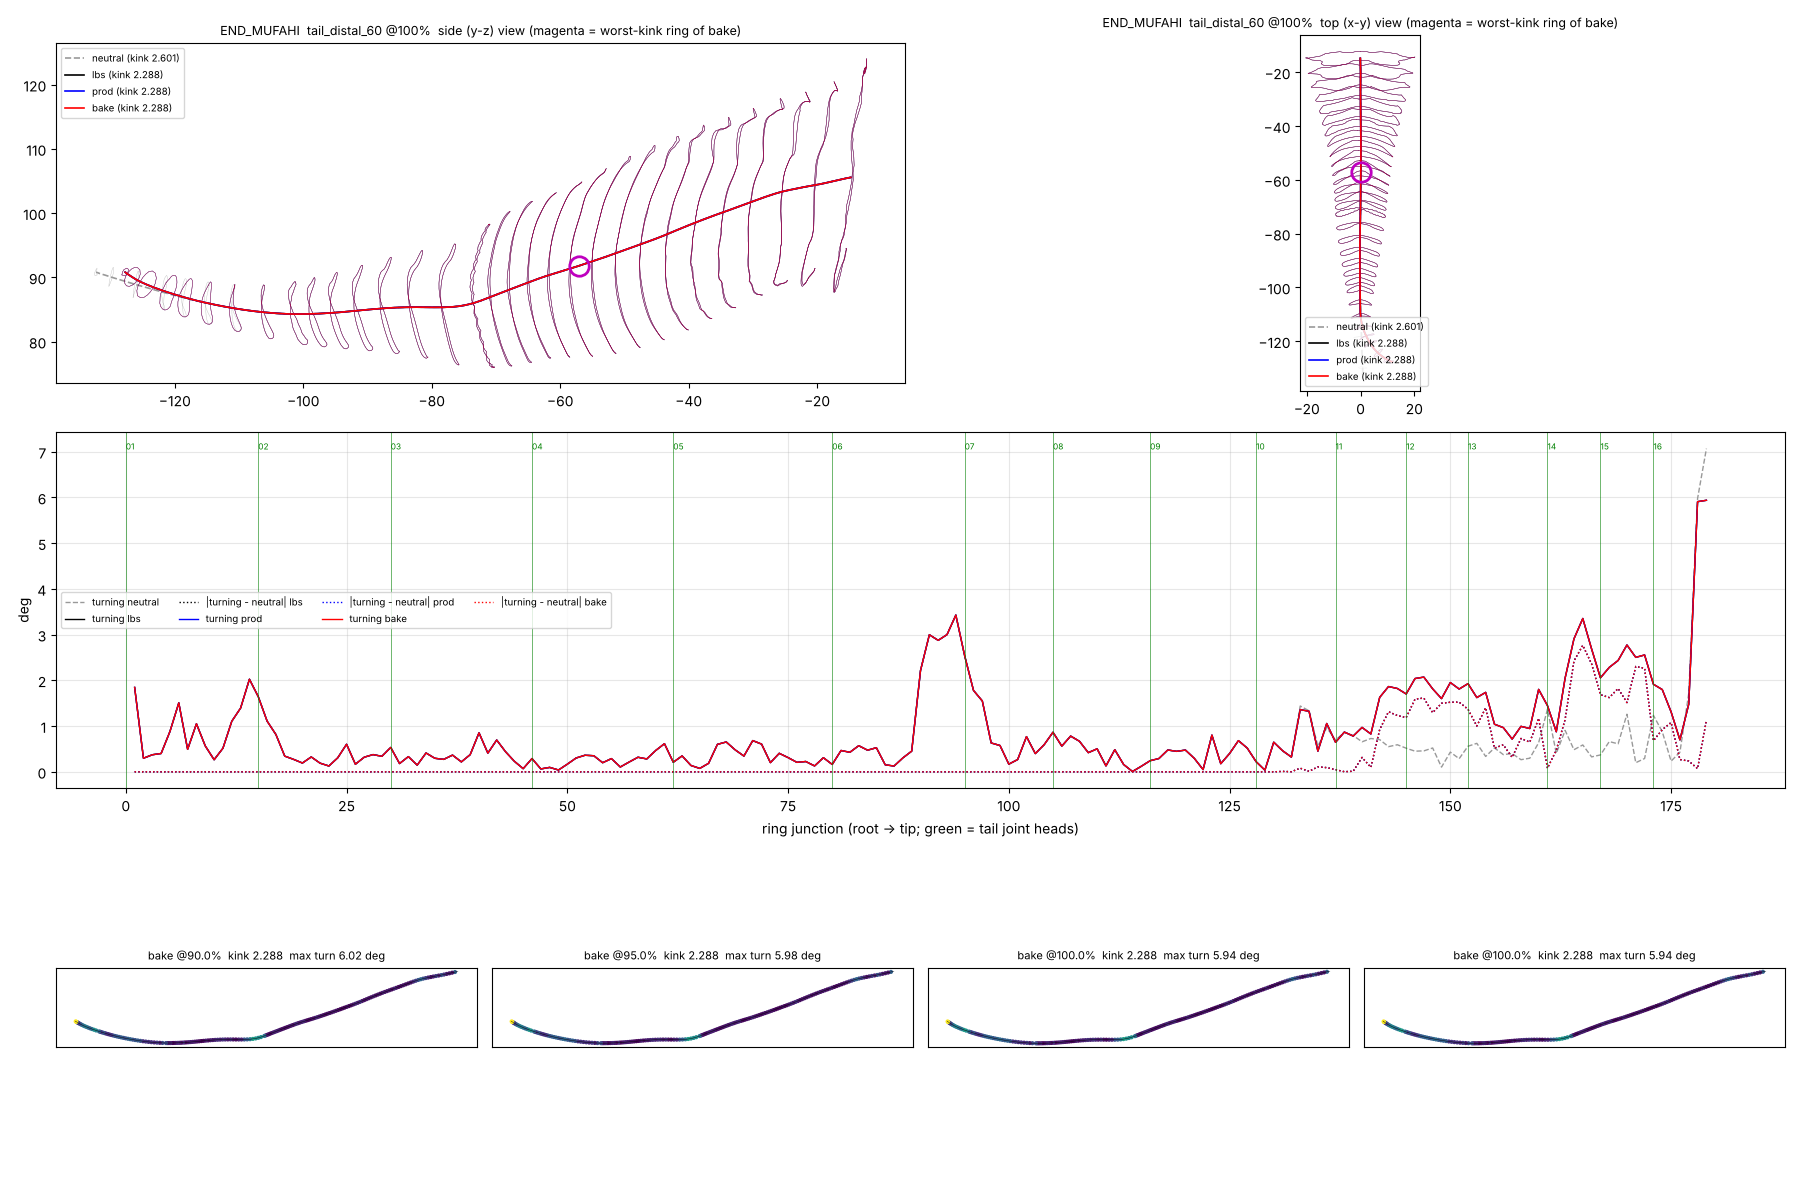 END_MUFAHI  tail_distal_60 @100%  side (y-z) view (magenta = worst-kink ring of bake)
neutral (kink 2.601)
lbs (kink 2.288)
prod (kink 2.288)
bake (kink 2.288)
120
110
100
90
80
−120
−100
−80
−60
−40
−20
END_MUFAHI  tail_distal_60 @100%  top (x-y) view (magenta = worst-kink ring of bake)
−20
−40
−60
−80
−100
−120
neutral (kink 2.601)
lbs (kink 2.288)
prod (kink 2.288)
bake (kink 2.288)
−20
0
20
01 02 03 04 05 06 07 08 09 10 11 12 13 14 15 16
7
6
5
4
3
2
1
0
deg
turning neutral
turning lbs
|turning - neutral| lbs
turning prod
|turning - neutral| prod
turning bake
|turning - neutral| bake
0 25 50 75 100 125 150 175
ring junction (root → tip; green = tail joint heads)
bake @90.0%  kink 2.288  max turn 6.02 deg
bake @95.0%  kink 2.288  max turn 5.98 deg
bake @100.0%  kink 2.288  max turn 5.94 deg
bake @100.0%  kink 2.288  max turn 5.94 deg